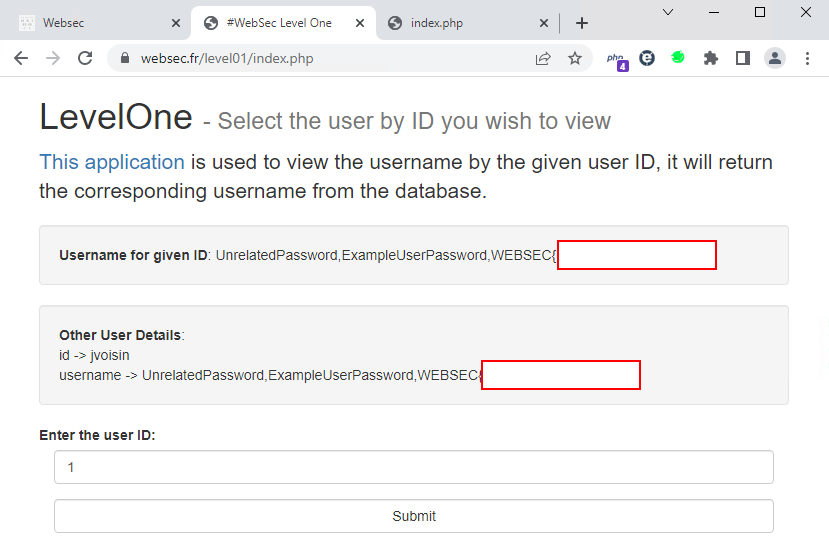 Websec
#WebSec Level One
index.php
websec.fr/level01/index.php
php
4
LevelOne - Select the user by ID you wish to view
This application is used to view the username by the given user ID, it will return
the corresponding username from the database.
Username for given ID: UnrelatedPassword,ExampleUserPassword,WEBSEC{
Other User Details:
id -> jvoisin
username -> UnrelatedPassword,ExampleUserPassword,WEBSEC{
Enter the user ID:
1
Submit